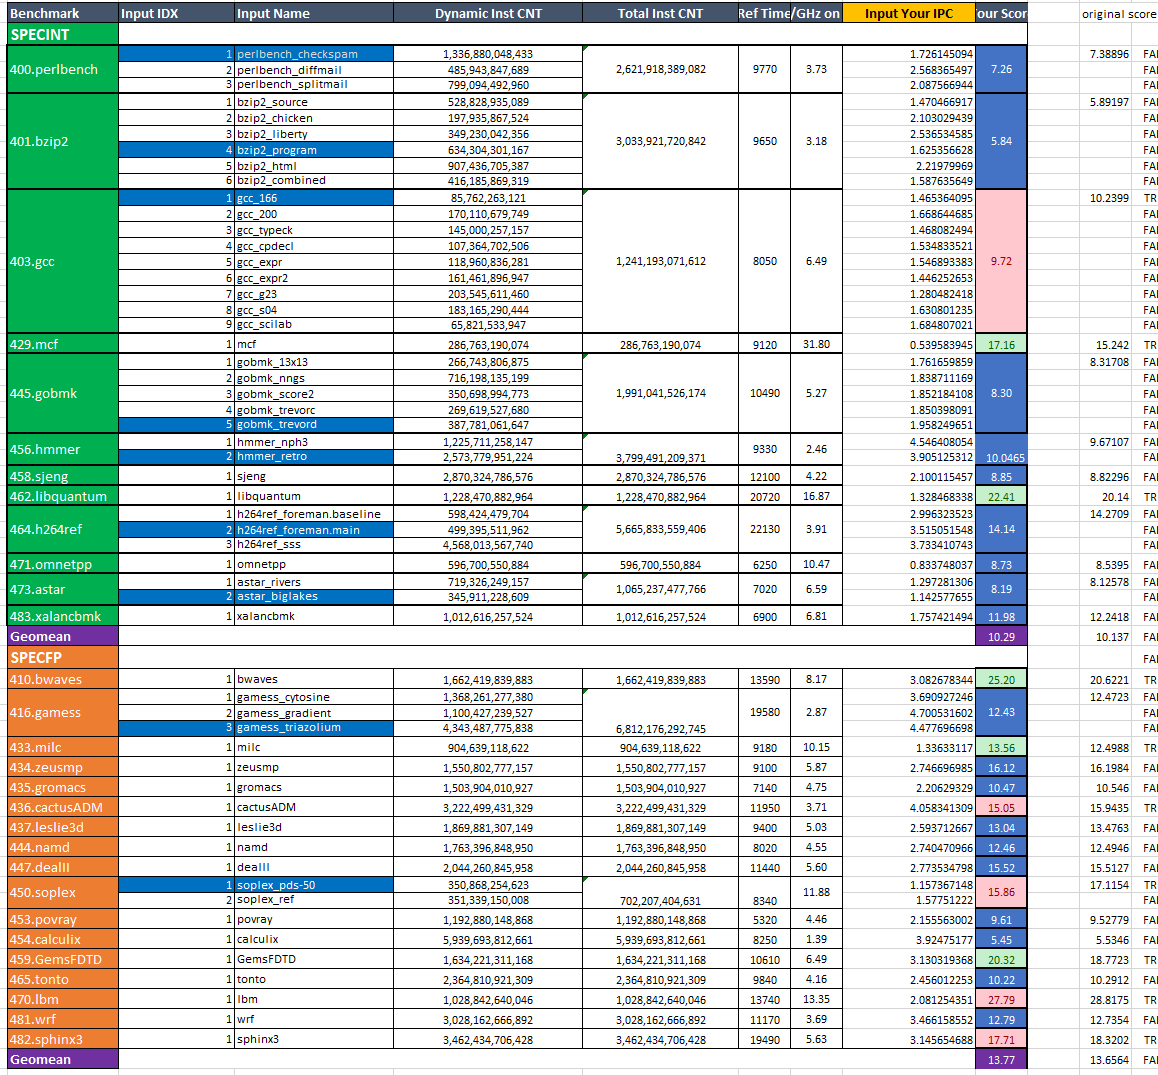 Benchmark Input IDX Input Name Dynamic Inst CNT Total Inst CNT Ref Time /GHz on Input Your IPC our Scor original score
SPECINT
400.perlbench 1 perlbench_checkspam 1,336,880,048,433 2,621,918,389,082 9770 3.73 1.726145094 7.26 7.38896 FAI
2 perlbench_diffmail 485,943,847,689 2.568365497 FAI
3 perlbench_splitmail 799,094,492,960 2.087566944 FAI
401.bzip2 1 bzip2_source 528,828,935,089 3,033,921,720,842 9650 3.18 1.470466917 5.84 5.89197 FAI
2 bzip2_chicken 197,935,867,524 2.103029439 FAI
3 bzip2_liberty 349,230,042,356 2.536534585 FAI
4 bzip2_program 634,304,301,167 1.625356628 FAI
5 bzip2_html 907,436,705,387 2.21979969 FAI
6 bzip2_combined 416,185,869,319 1.587635649 FAI
403.gcc 1 gcc_166 85,762,263,121 1,241,193,071,612 8050 6.49 1.465364095 9.72 10.2399 TR
2 gcc_200 170,110,679,749 1.668644685 FAI
3 gcc_typeck 145,000,257,157 1.468082494 FAI
4 gcc_cpdecl 107,364,702,506 1.534833521 FAI
5 gcc_expr 118,960,836,281 1.546893383 FAI
6 gcc_expr2 161,461,896,947 1.446252653 FAI
7 gcc_g23 203,545,611,460 1.280482418 FAI
8 gcc_s04 183,165,290,444 1.630801235 FAI
9 gcc_scilab 65,821,533,947 1.684807021 FAI
429.mcf 1 mcf 286,763,190,074 286,763,190,074 9120 31.80 0.539583945 17.16 15.242 TR
445.gobmk 1 gobmk_13x13 266,743,806,875 1,991,041,526,174 10490 5.27 1.761659859 8.30 8.31708 FAI
2 gobmk_nngs 716,198,135,199 1.838711169 FAI
3 gobmk_score2 350,698,994,773 1.852184108 FAI
4 gobmk_trevorc 269,619,527,680 1.850398091 FAI
5 gobmk_trevord 387,781,061,647 1.958249651 FAI
456.hmmer 1 hmmer_nph3 1,225,711,258,147 3,799,491,209,371 9330 2.46 4.546408054 10.0465 9.67107 FAI
2 hmmer_retro 2,573,779,951,224 3.905125312 FAI
458.sjeng 1 sjeng 2,870,324,786,576 2,870,324,786,576 12100 4.22 2.100115457 8.85 8.82296 FAI
462.libquantum 1 libquantum 1,228,470,882,964 1,228,470,882,964 20720 16.87 1.328468338 22.41 20.14 TR
464.h264ref 1 h264ref_foreman.baseline 598,424,479,704 5,665,833,559,406 22130 3.91 2.996323523 14.14 14.2709 FAI
2 h264ref_foreman.main 499,395,511,962 3.515051548 FAI
3 h264ref_sss 4,568,013,567,740 3.733410743 FAI
471.omnetpp 1 omnetpp 596,700,550,884 596,700,550,884 6250 10.47 0.833748037 8.73 8.5395 FAI
473.astar 1 astar_rivers 719,326,249,157 1,065,237,477,766 7020 6.59 1.297281306 8.19 8.12578 FAI
2 astar_biglakes 345,911,228,609 1.142577655 FAI
483.xalancbmk 1 xalancbmk 1,012,616,257,524 1,012,616,257,524 6900 6.81 1.757421494 11.98 12.2418 FAI
Geomean 10.29 10.137 FAI
SPECFP FAI
410.bwaves 1 bwaves 1,662,419,839,883 1,662,419,839,883 13590 8.17 3.082678344 25.20 20.6221 TR
416.gamess 1 gamess_cytosine 1,368,261,277,380 6,812,176,292,745 19580 2.87 3.690927246 12.43 12.4723 FAI
2 gamess_gradient 1,100,427,239,527 4.700531602 FAI
3 gamess_triazolium 4,343,487,775,838 4.477696698 FAI
433.milc 1 milc 904,639,118,622 904,639,118,622 9180 10.15 1.33633117 13.56 12.4988 TR
434.zeusmp 1 zeusmp 1,550,802,777,157 1,550,802,777,157 9100 5.87 2.746696985 16.12 16.1984 FAI
435.gromacs 1 gromacs 1,503,904,010,927 1,503,904,010,927 7140 4.75 2.20629329 10.47 10.546 FAI
436.cactusADM 1 cactusADM 3,222,499,431,329 3,222,499,431,329 11950 3.71 4.058341309 15.05 15.9435 TR
437.leslie3d 1 leslie3d 1,869,881,307,149 1,869,881,307,149 9400 5.03 2.593712667 13.04 13.4763 FAI
444.namd 1 namd 1,763,396,848,950 1,763,396,848,950 8020 4.55 2.740470966 12.46 12.4946 FAI
447.dealII 1 dealII 2,044,260,845,958 2,044,260,845,958 11440 5.60 2.773534798 15.52 15.5127 FAI
450.soplex 1 soplex_pds-50 350,868,254,623 702,207,404,631 8340 11.88 1.157367148 15.86 17.1154 TR
2 soplex_ref 351,339,150,008 1.57751222 FAI
453.povray 1 povray 1,192,880,148,868 1,192,880,148,868 5320 4.46 2.155563002 9.61 9.52779 FAI
454.calculix 1 calculix 5,939,693,812,661 5,939,693,812,661 8250 1.39 3.92475177 5.45 5.5346 FAI
459.GemsFDTD 1 GemsFDTD 1,634,221,311,168 1,634,221,311,168 10610 6.49 3.130319368 20.32 18.7723 TR
465.tonto 1 tonto 2,364,810,921,309 2,364,810,921,309 9840 4.16 2.456012253 10.22 10.2912 FAI
470.lbm 1 lbm 1,028,842,640,046 1,028,842,640,046 13740 13.35 2.081254351 27.79 28.8175 TR
481.wrf 1 wrf 3,028,162,666,892 3,028,162,666,892 11170 3.69 3.466158552 12.79 12.7354 FAI
482.sphinx3 1 sphinx3 3,462,434,706,428 3,462,434,706,428 19490 5.63 3.145654688 17.71 18.3202 TR
Geomean 13.77 13.6564 FAI